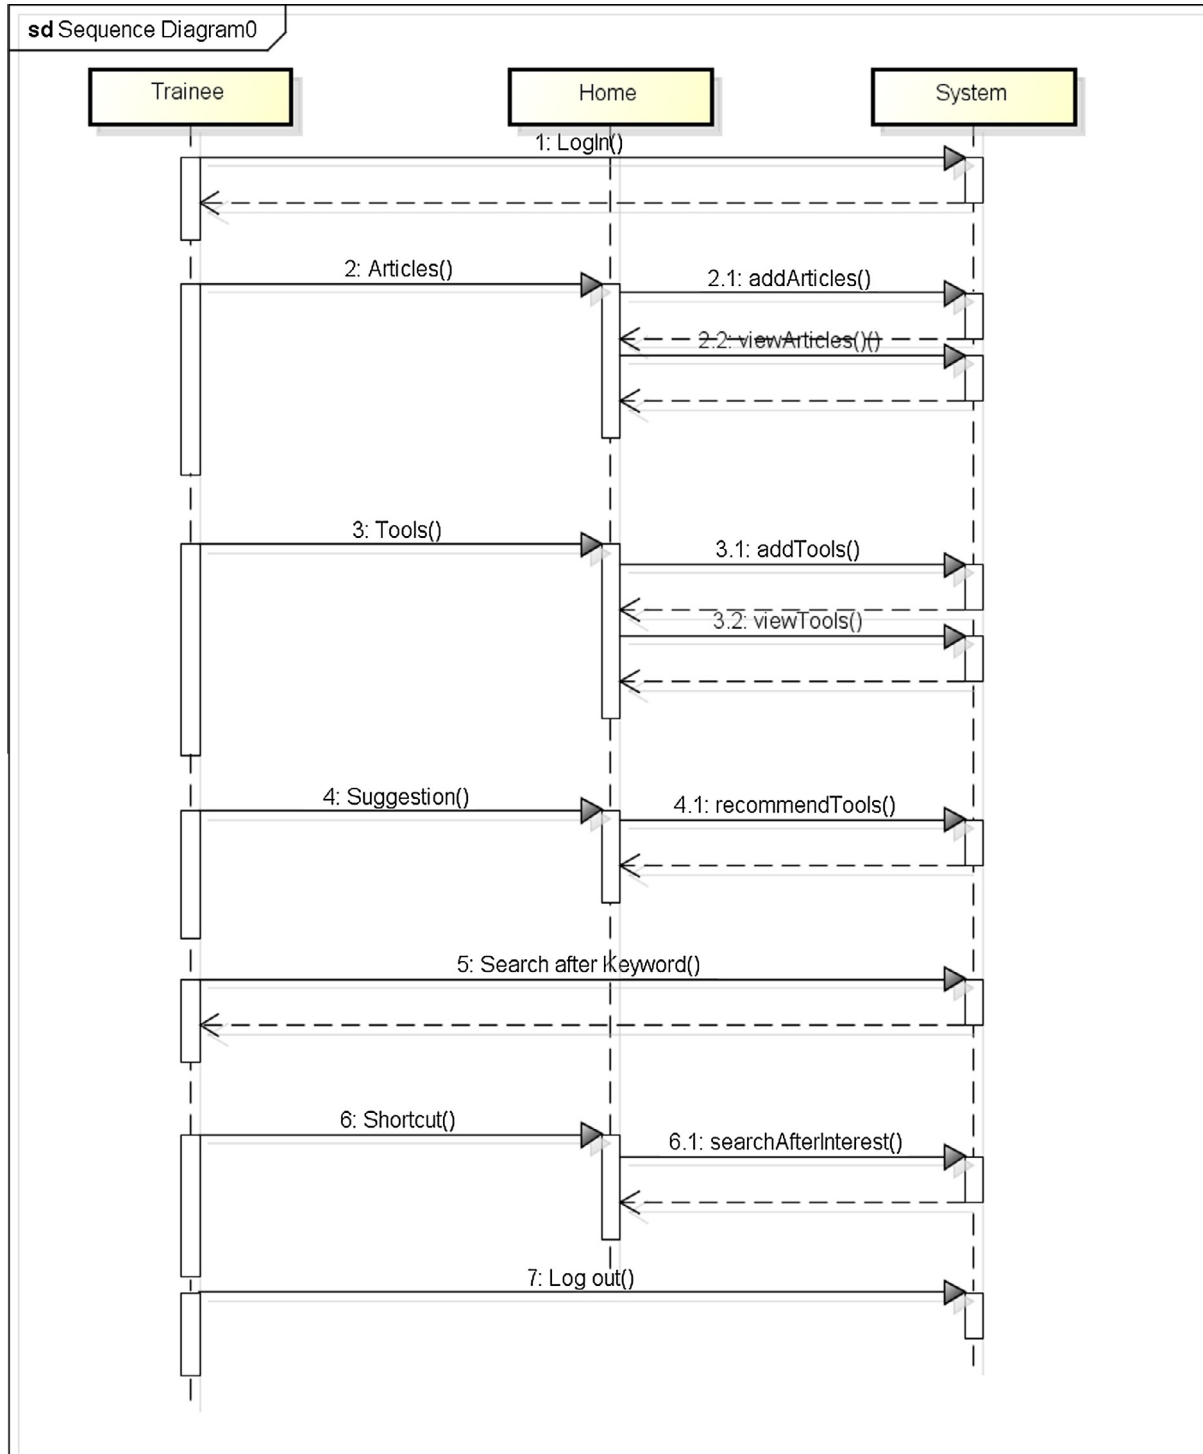 sd Sequence Diagram0
Trainee
Home
System
1: LogIn()
2: Articles()
2.1: addArticles()
2.2: viewArticles()()
3: Tools()
3.1: addTools()
3.2: viewTools()
4: Suggestion()
4.1: recommendTools()
5: Search after Keyword()
6: Shortcut()
6.1: searchAfterInterest()
7: Log out()